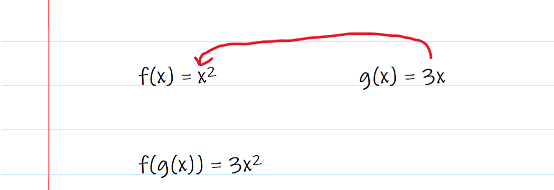 f(x) = x² g(x) = 3x
f(g(x)) = 3x²